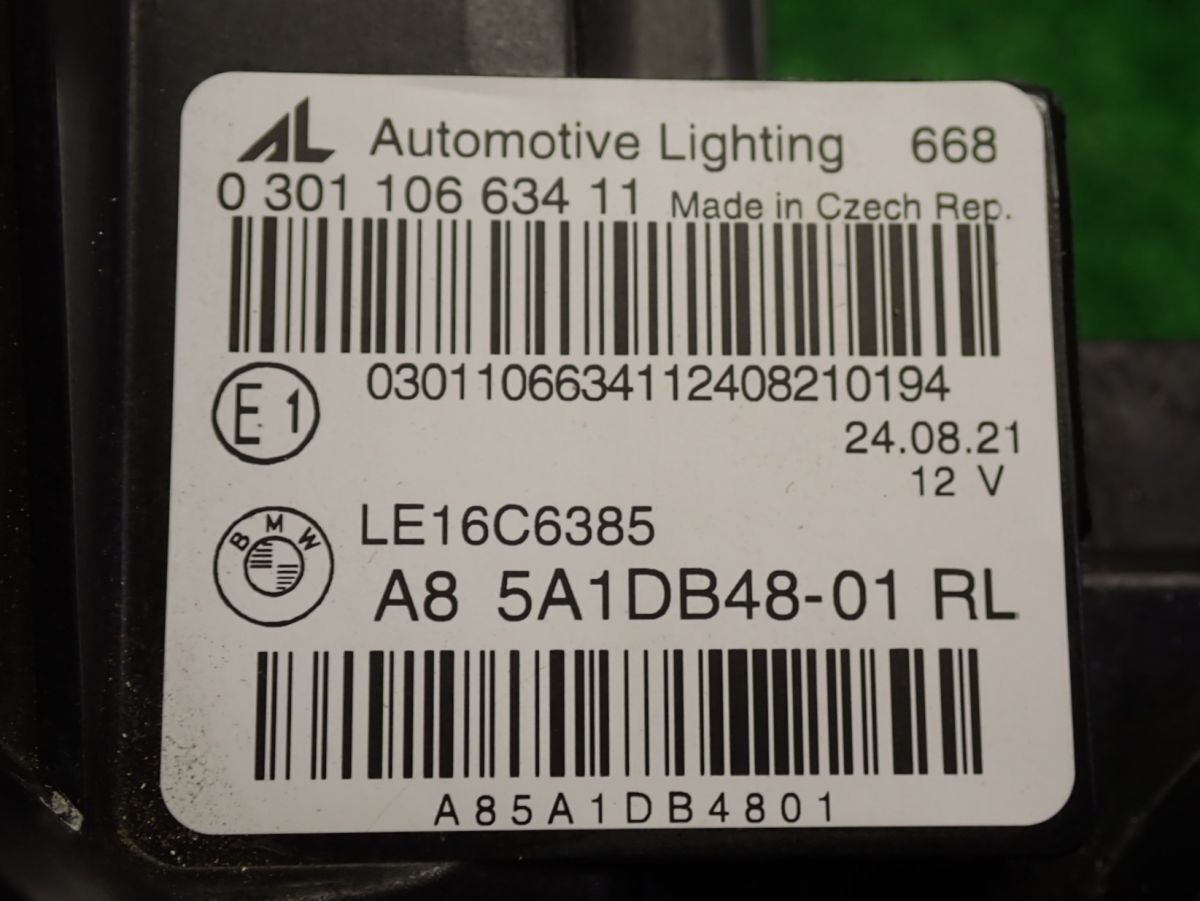 AL Automotive Lighting 668
0 301 106 634 11 Made in Czech Rep.
0301106634112408210194
E 1
24.08.21
12 V
BMW
LE16C6385
A8 5A1DB48-01 RL
A85A1DB4801